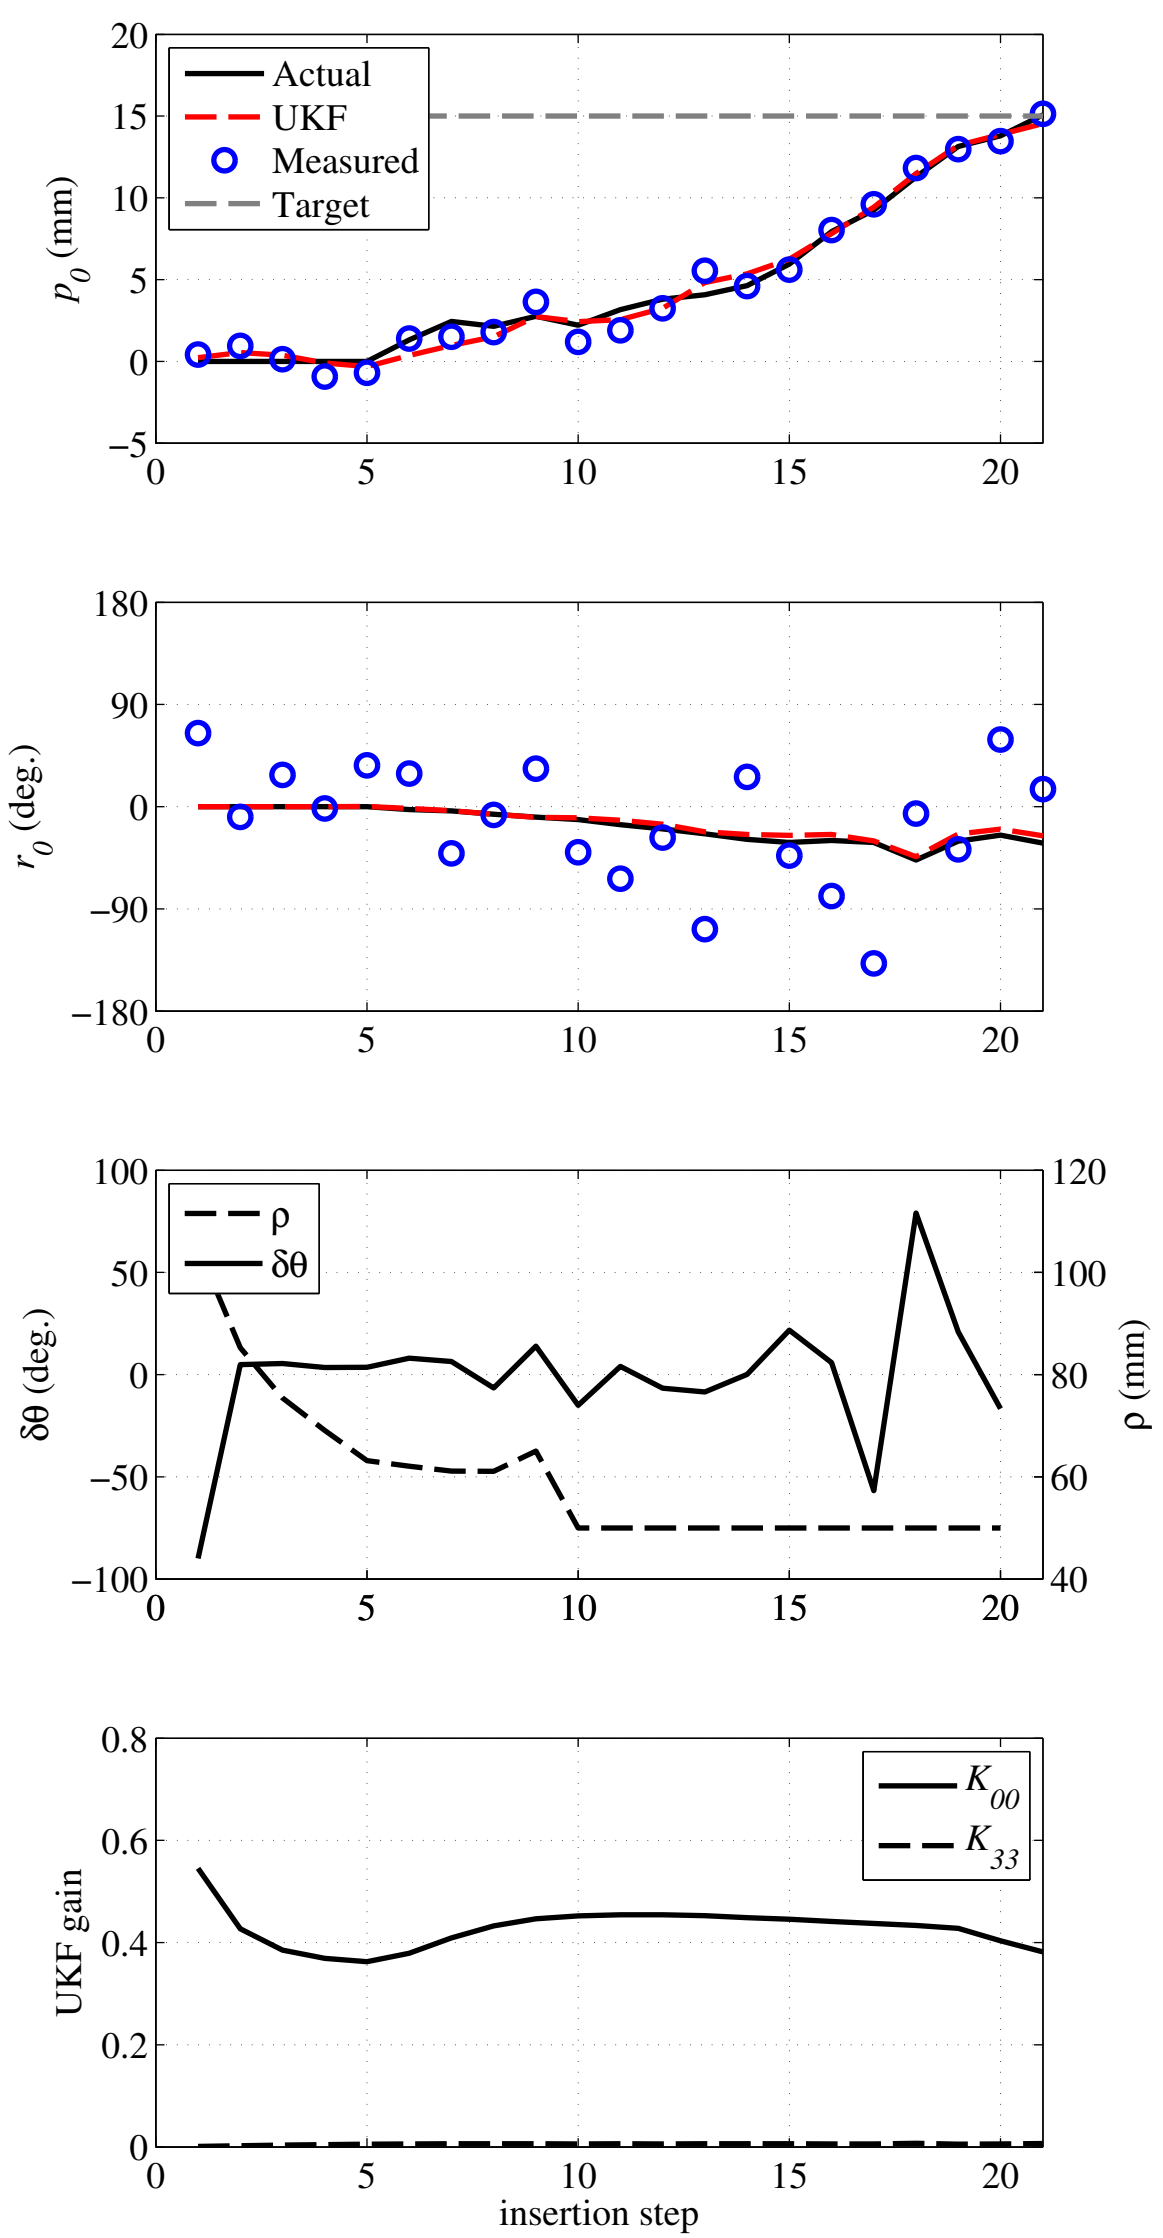 20
15
10
5
0
−5
p0 (mm)
Actual
UKF
Measured
Target
0 5 10 15 20
180
90
0
−90
−180
r0 (deg.)
0 5 10 15 20
100
50
0
−50
−100
δθ (deg.)
ρ
δθ
120
100
80
60
40
ρ (mm)
0 5 10 15 20
0.8
0.6
0.4
0.2
0
UKF gain
K00
K33
0 5 10 15 20
insertion step